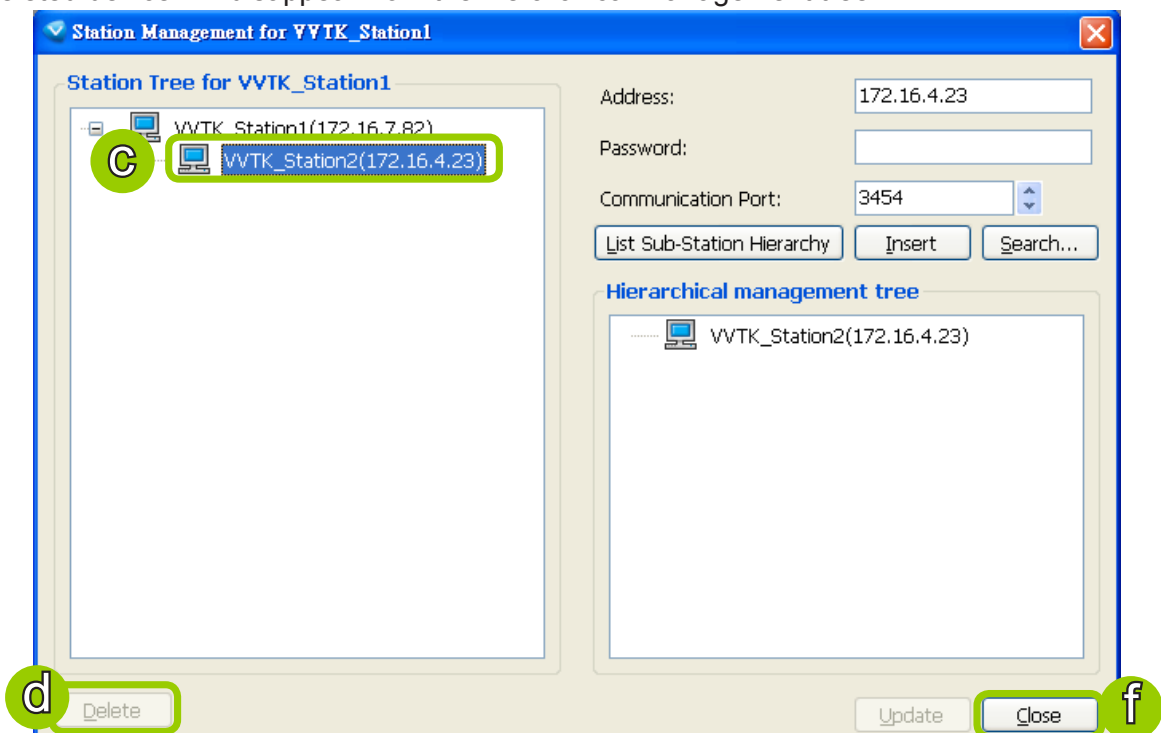 Station Management for VVTK_Station1
Station Tree for VVTK_Station1
VVTK_Station1(172.16.7.82)
C
VVTK_Station2(172.16.4.23)
Address: 172.16.4.23
Password:
Communication Port: 3454
List Sub-Station Hierarchy Insert Search...
Hierarchical management tree
VVTK_Station2(172.16.4.23)
d Delete
Update Close f